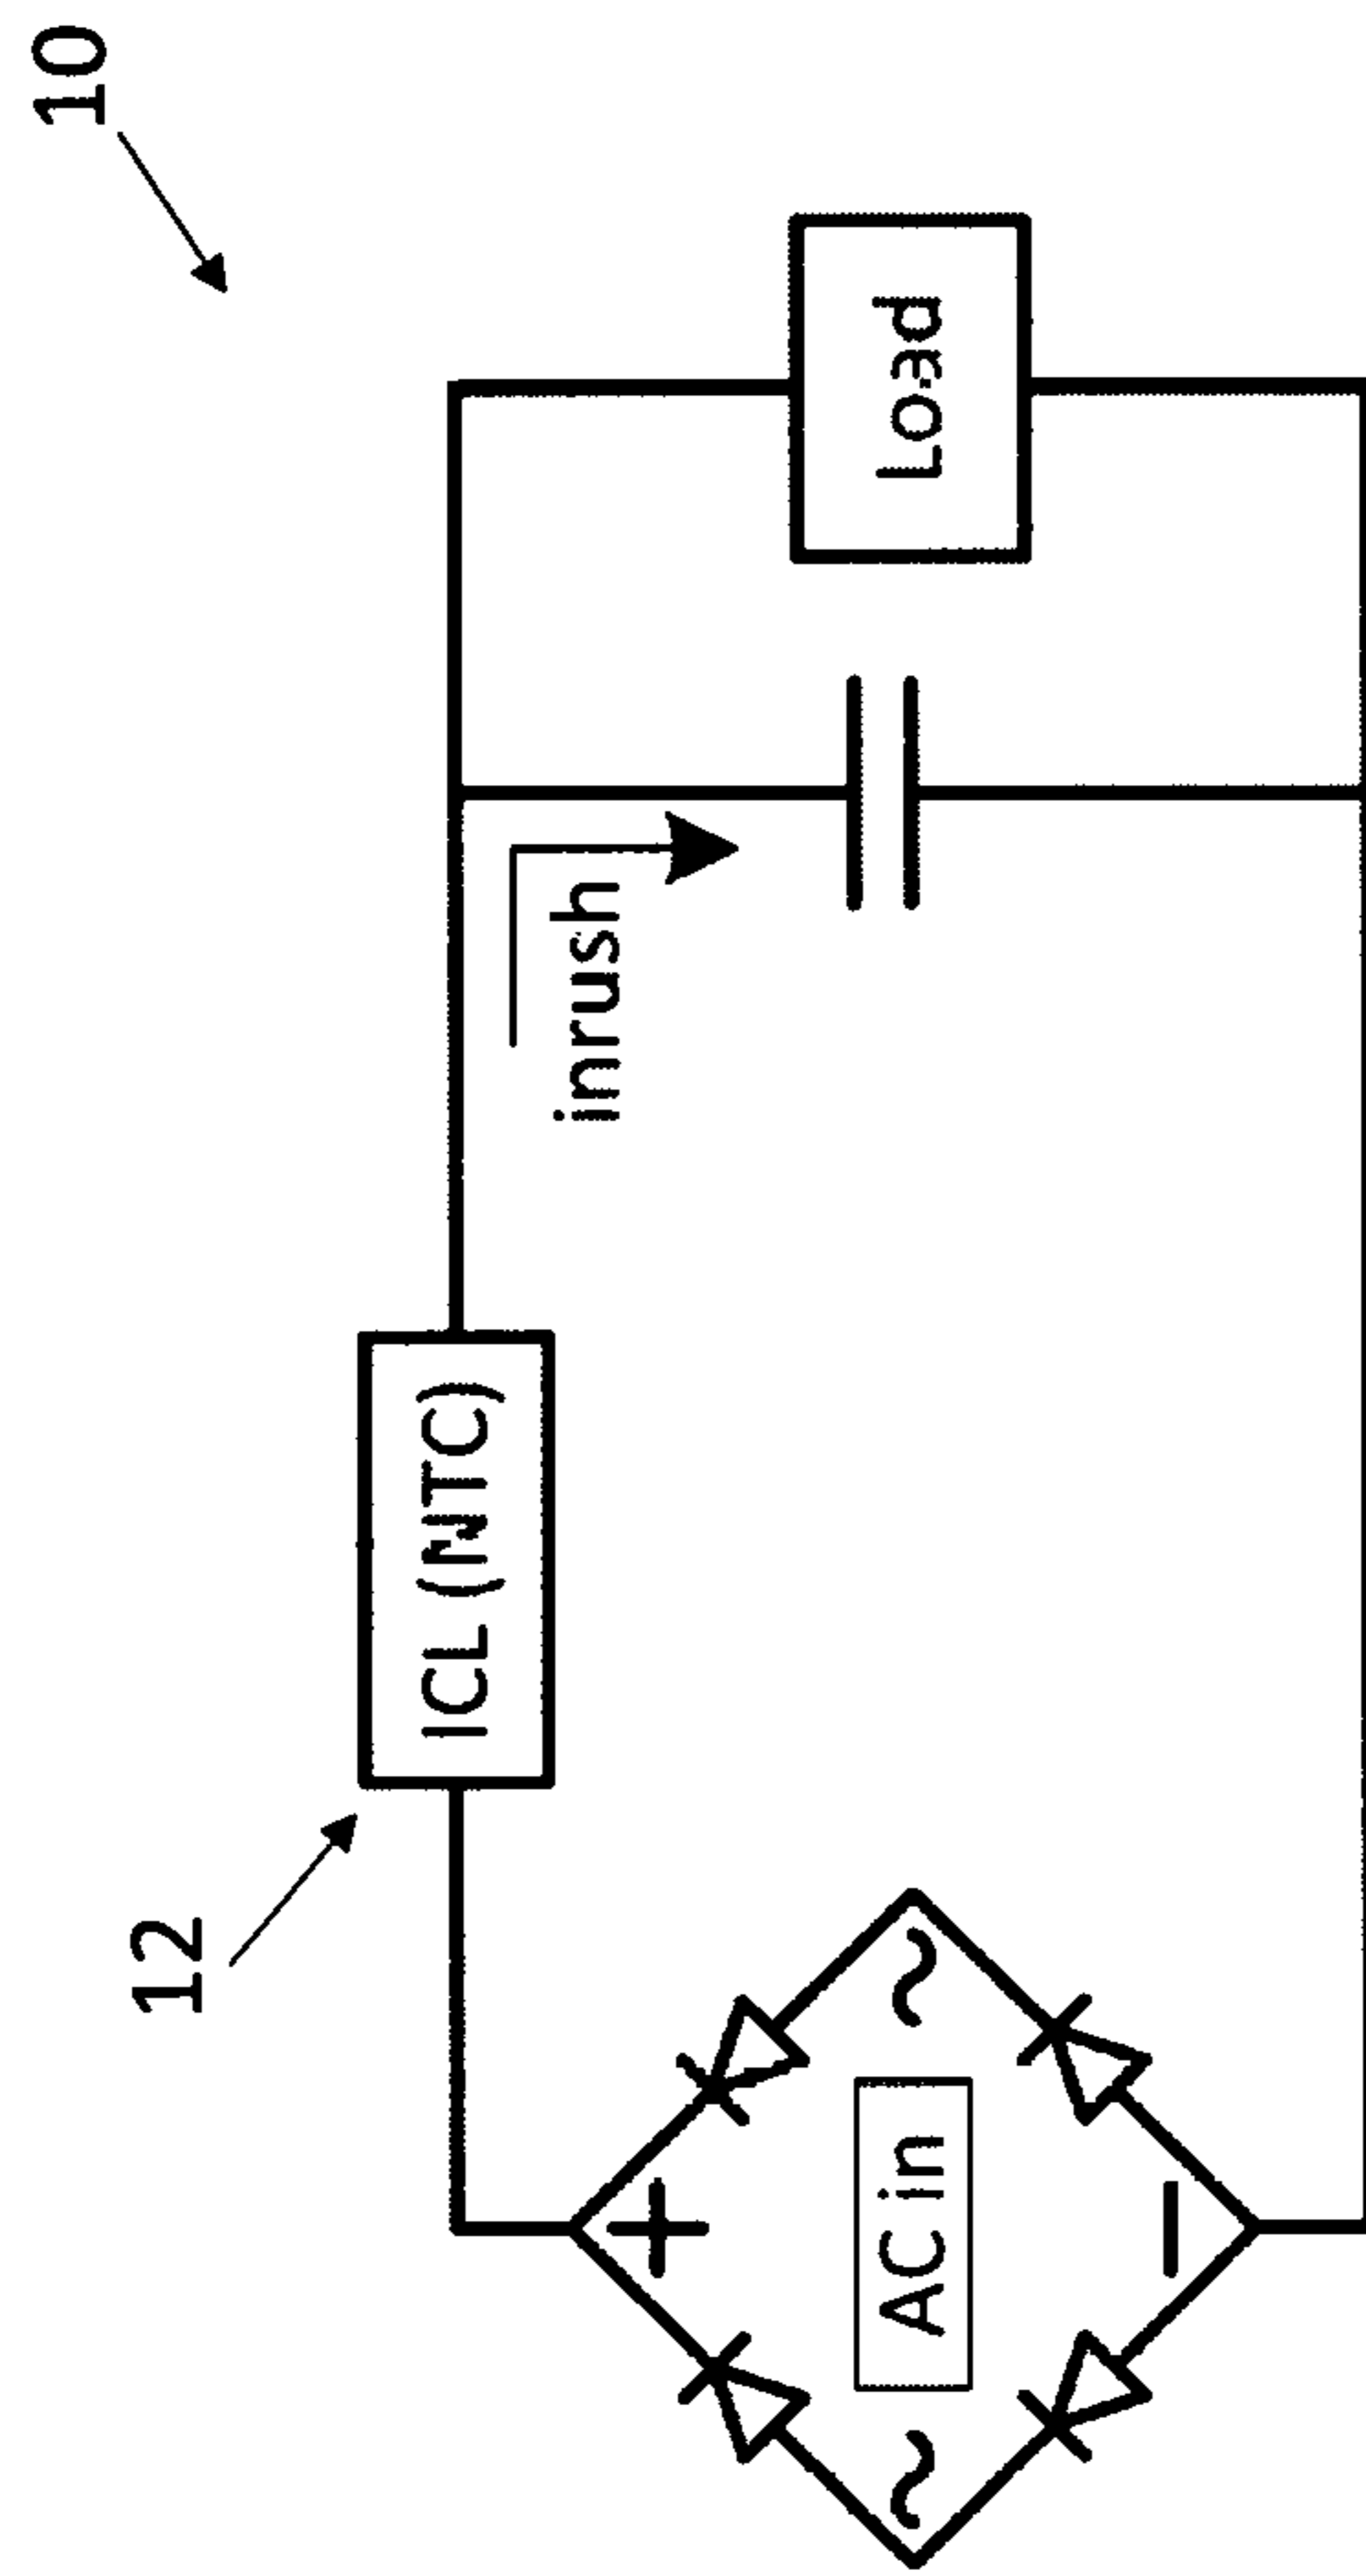 10
12
ICL (NTC)
inrush
Load
+
~
AC in
~
−